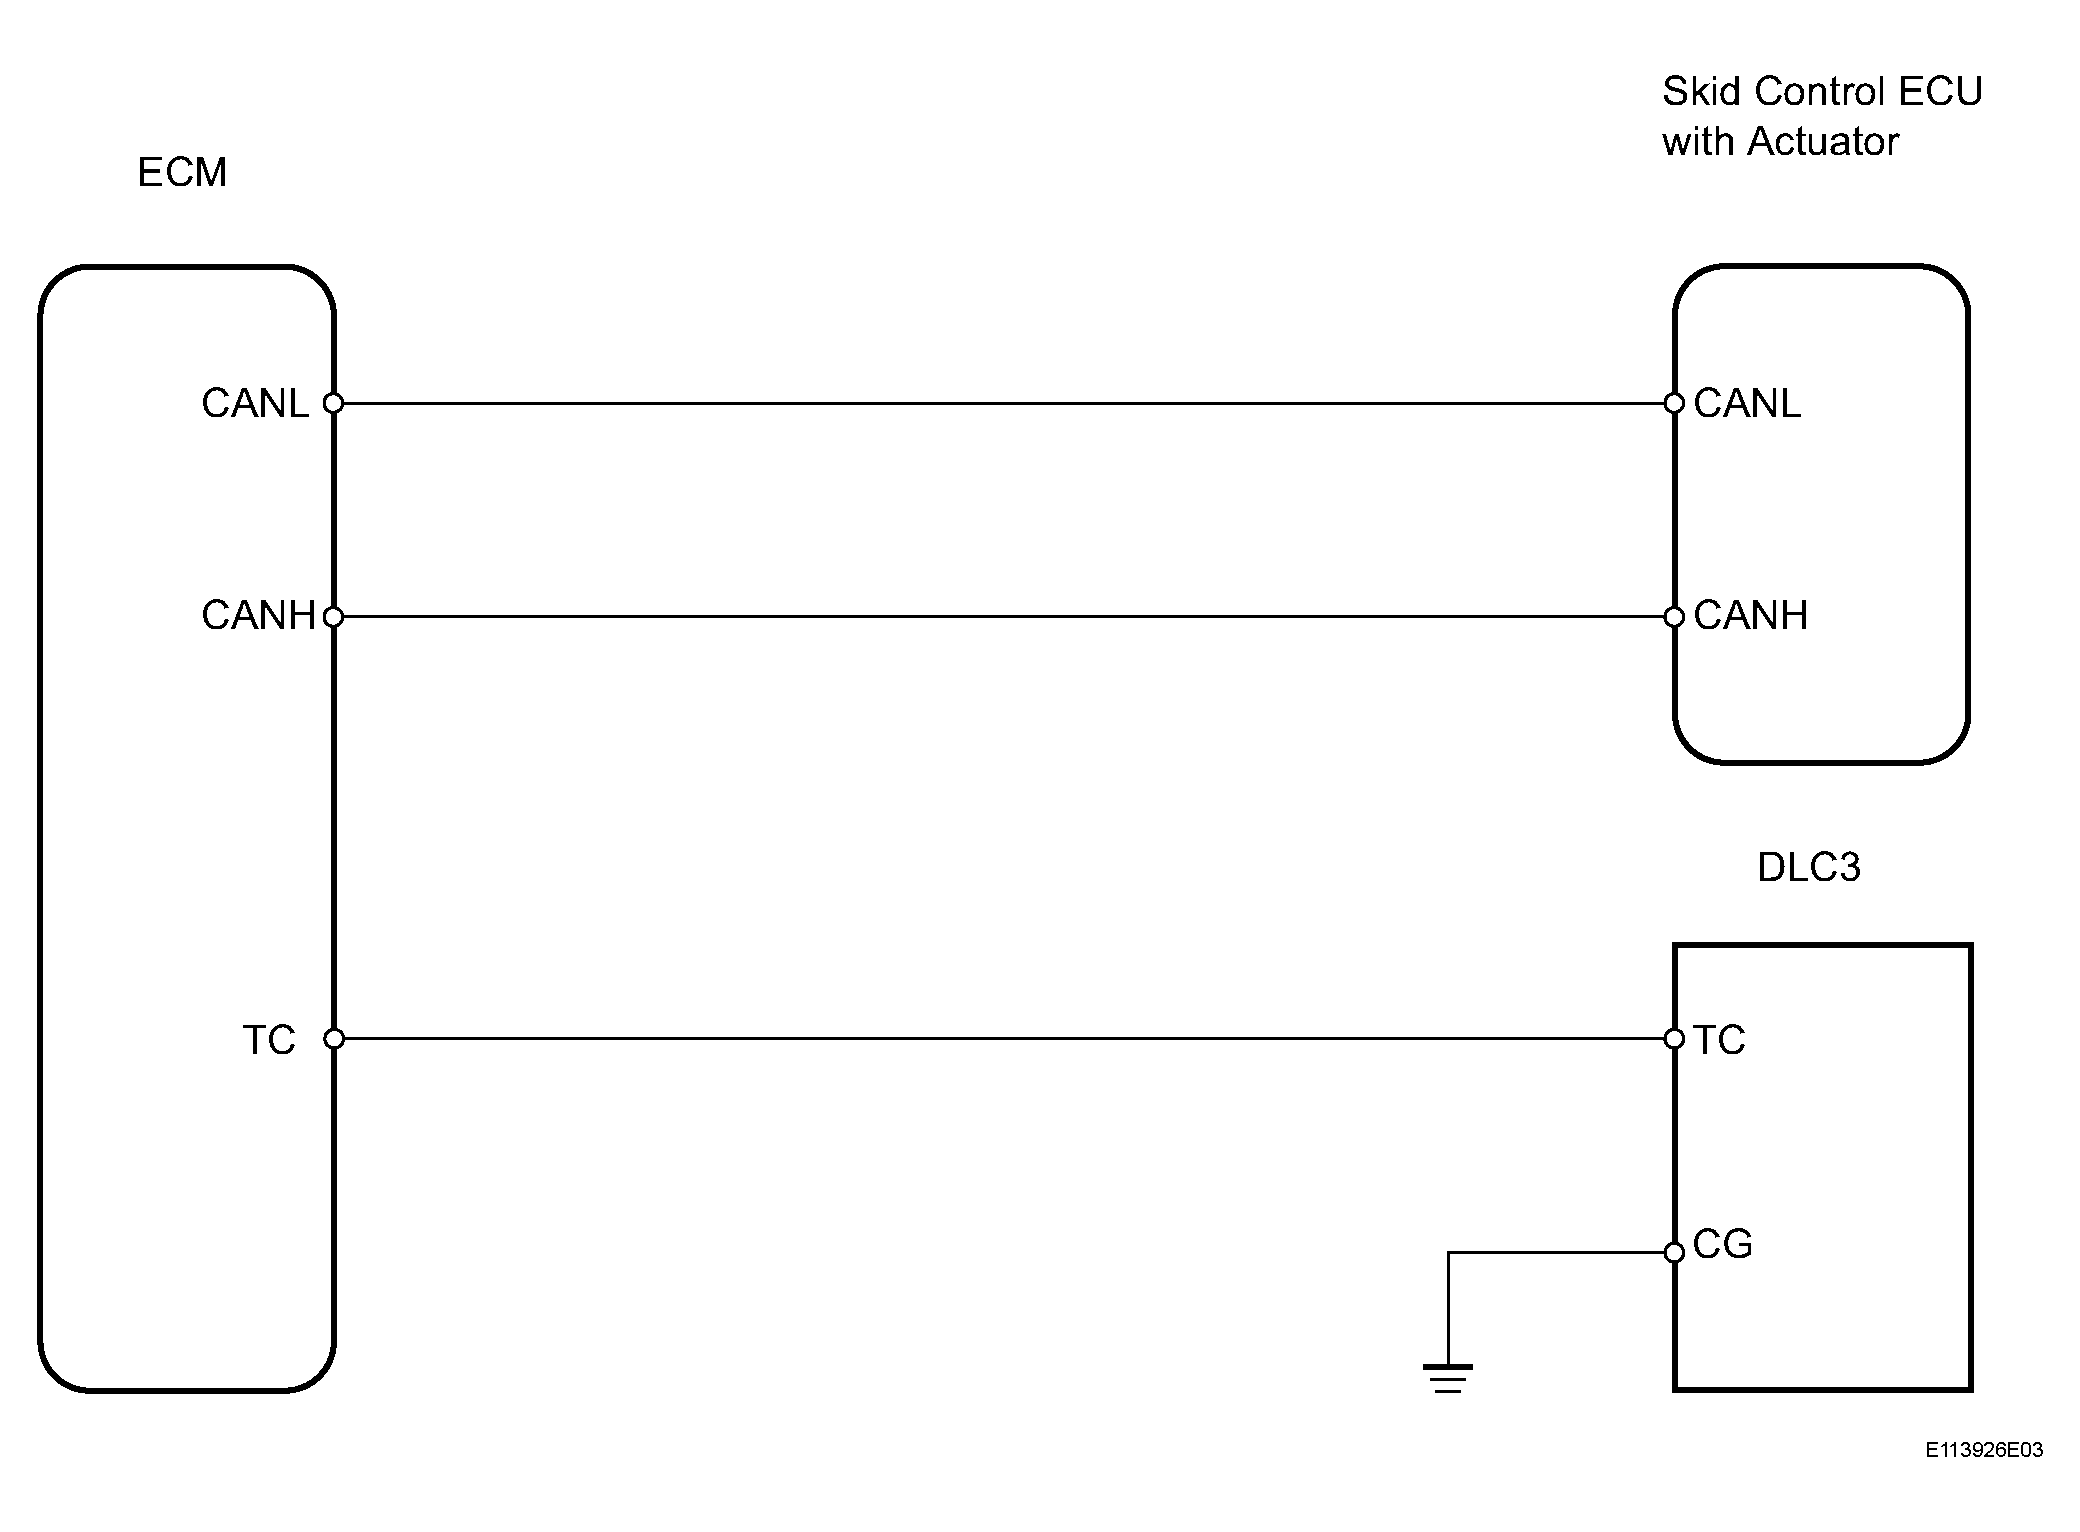 Skid Control ECU
with Actuator
ECM
CANL
CANL
CANH
CANH
DLC3
TC
TC
CG
E113926E03